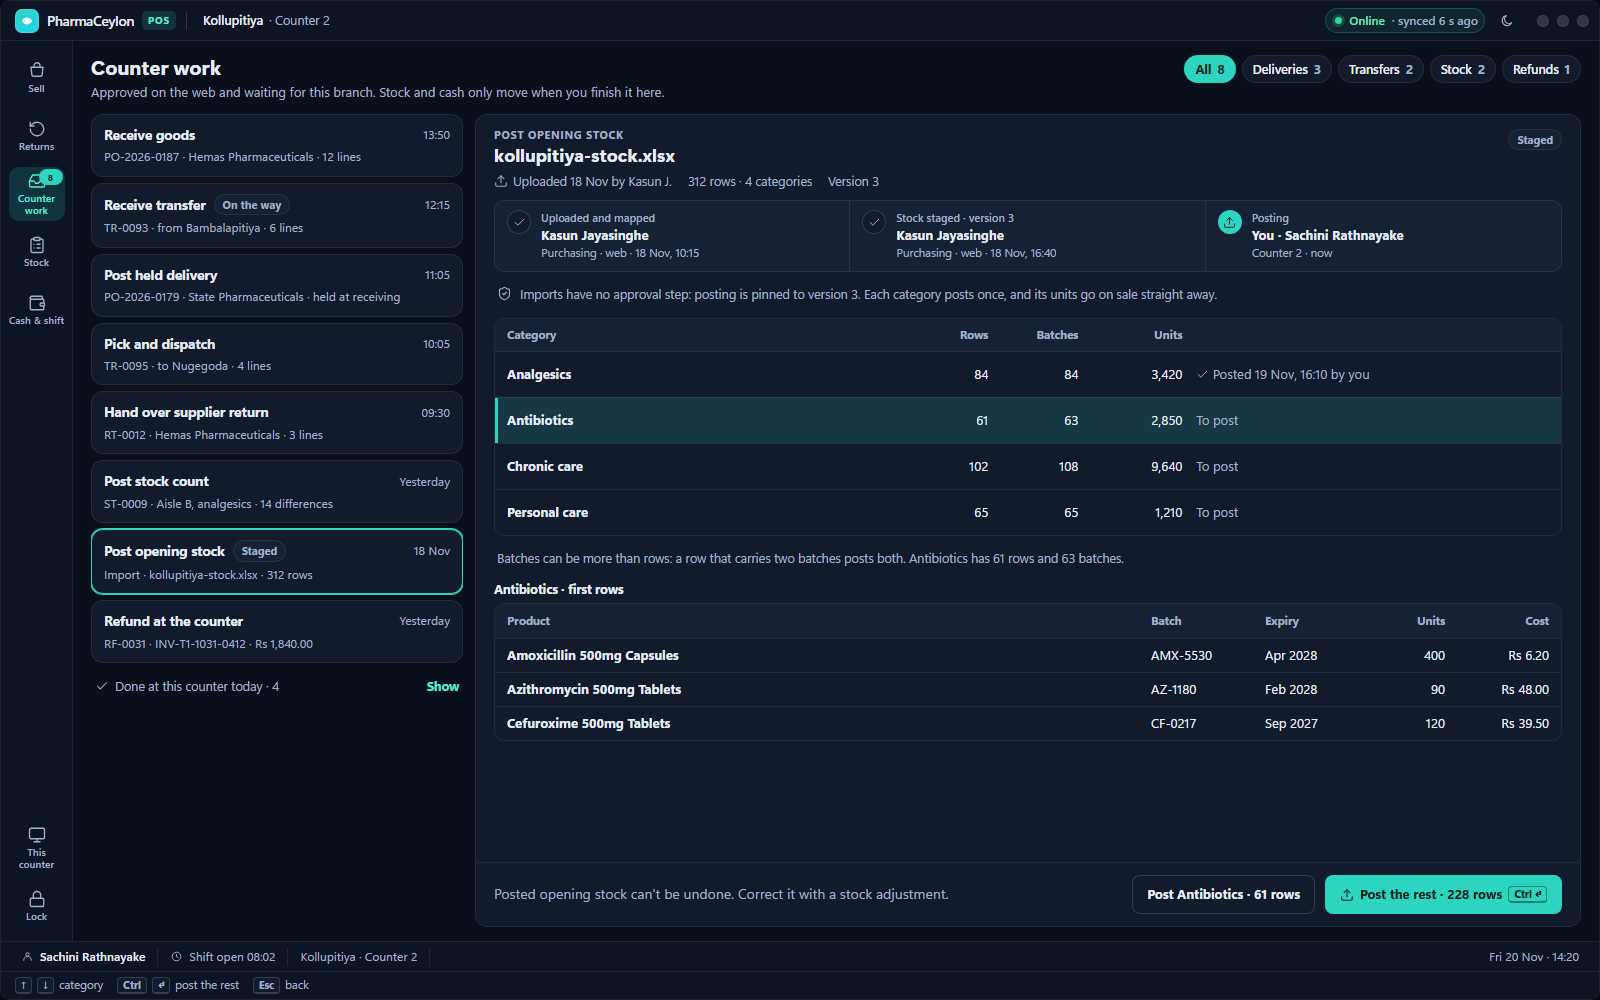 PharmaCeylon POS Kollupitiya · Counter 2
Online · synced 6 s ago
Sell
Returns
8
Counter work
Stock
Cash & shift
This counter
Lock
Counter work
Approved on the web and waiting for this branch. Stock and cash only move when you finish it here.
All 8 Deliveries 3 Transfers 2 Stock 2 Refunds 1
Receive goods 13:50
PO-2026-0187 · Hemas Pharmaceuticals · 12 lines
Receive transfer On the way 12:15
TR-0093 · from Bambalapitiya · 6 lines
Post held delivery 11:05
PO-2026-0179 · State Pharmaceuticals · held at receiving
Pick and dispatch 10:05
TR-0095 · to Nugegoda · 4 lines
Hand over supplier return 09:30
RT-0012 · Hemas Pharmaceuticals · 3 lines
Post stock count Yesterday
ST-0009 · Aisle B, analgesics · 14 differences
Post opening stock Staged 18 Nov
Import · kollupitiya-stock.xlsx · 312 rows
Refund at the counter Yesterday
RF-0031 · INV-T1-1031-0412 · Rs 1,840.00
Done at this counter today · 4 Show
POST OPENING STOCK
kollupitiya-stock.xlsx
Staged
Uploaded 18 Nov by Kasun J. 312 rows · 4 categories Version 3
Uploaded and mapped
Kasun Jayasinghe
Purchasing · web · 18 Nov, 10:15
Stock staged · version 3
Kasun Jayasinghe
Purchasing · web · 18 Nov, 16:40
Posting
You · Sachini Rathnayake
Counter 2 · now
Imports have no approval step: posting is pinned to version 3. Each category posts once, and its units go on sale straight away.
Category Rows Batches Units
Analgesics 84 84 3,420 Posted 19 Nov, 16:10 by you
Antibiotics 61 63 2,850 To post
Chronic care 102 108 9,640 To post
Personal care 65 65 1,210 To post
Batches can be more than rows: a row that carries two batches posts both. Antibiotics has 61 rows and 63 batches.
Antibiotics · first rows
Product Batch Expiry Units Cost
Amoxicillin 500mg Capsules AMX-5530 Apr 2028 400 Rs 6.20
Azithromycin 500mg Tablets AZ-1180 Feb 2028 90 Rs 48.00
Cefuroxime 500mg Tablets CF-0217 Sep 2027 120 Rs 39.50
Posted opening stock can't be undone. Correct it with a stock adjustment.
Post Antibiotics · 61 rows
Post the rest · 228 rows Ctrl ↵
Sachini Rathnayake Shift open 08:02 Kollupitiya · Counter 2 Fri 20 Nov · 14:20
↑ ↓ category Ctrl ↵ post the rest Esc back